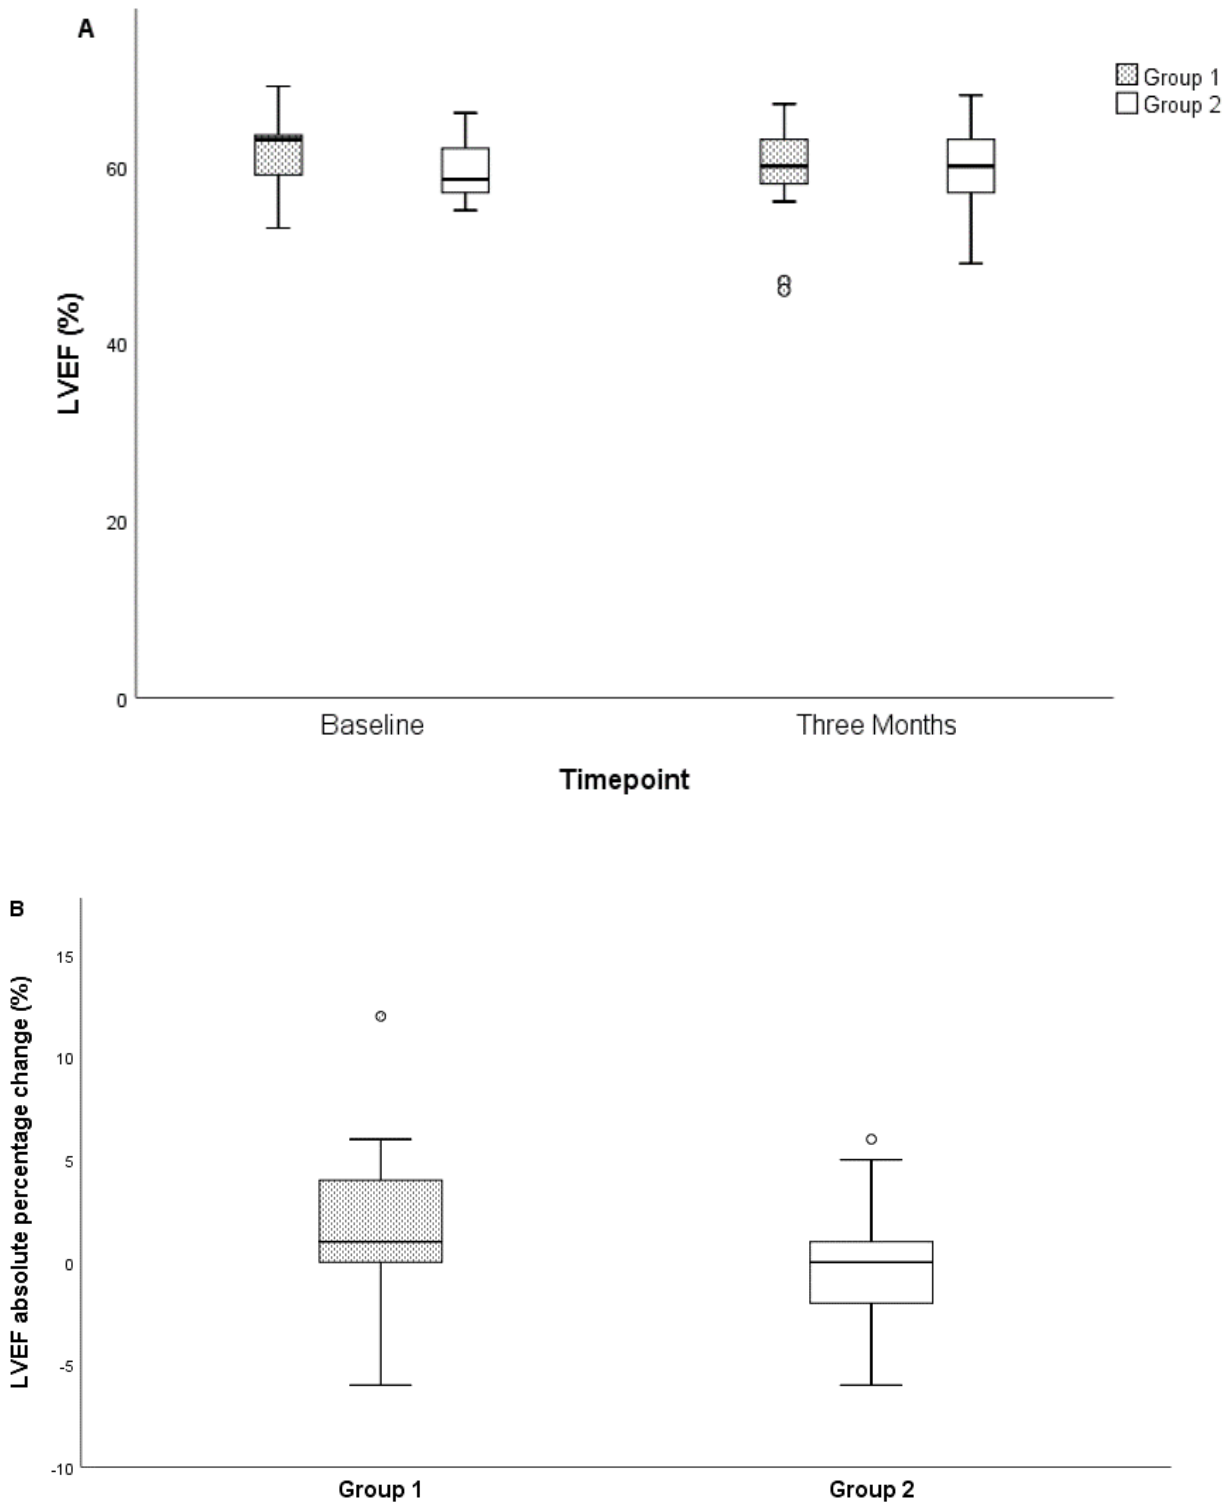 A
Group 1
Group 2
60
40
20
0
LVEF (%)
Baseline
Three Months
Timepoint
B
15
10
5
0
-5
-10
LVEF absolute percentage change (%)
Group 1
Group 2